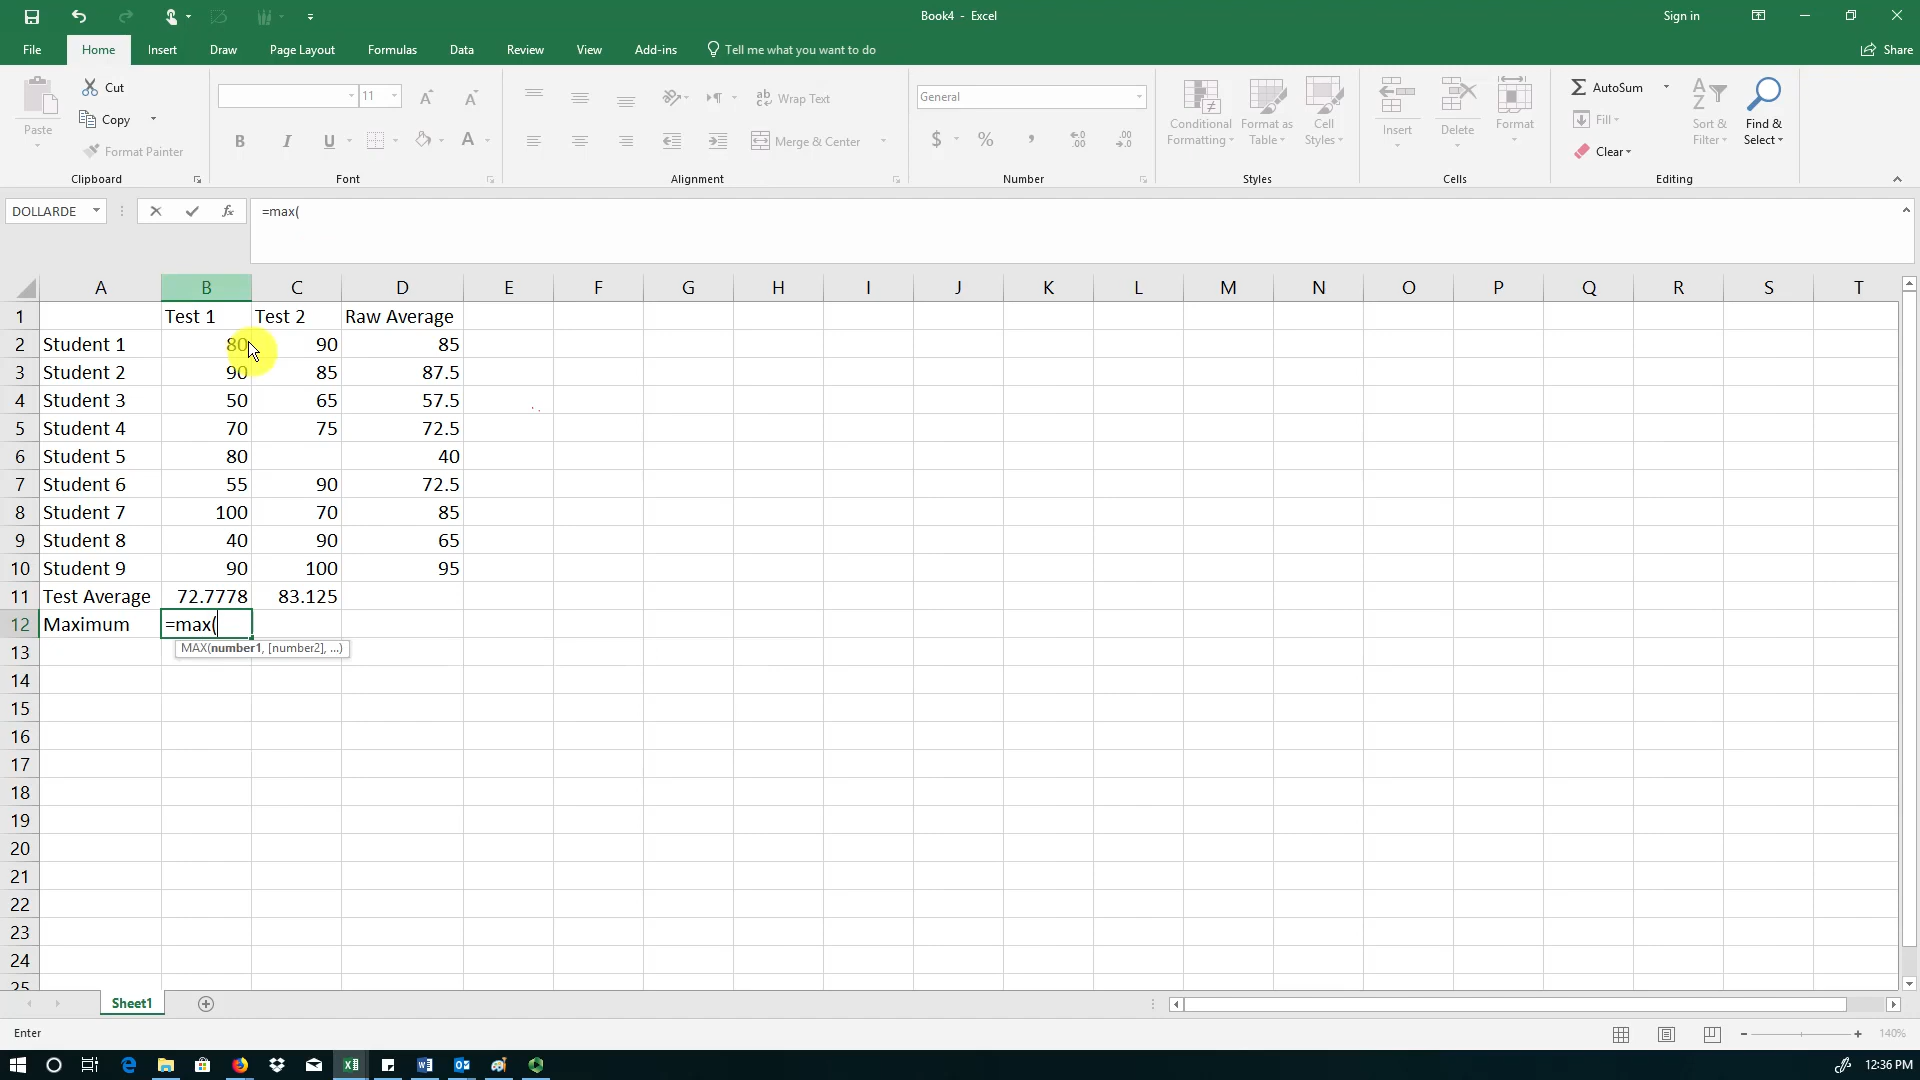 Book4 - Excel
Sign in
File Home Insert Draw Page Layout Formulas Data Review View Add-ins Tell me what you want to do Share
Paste
Cut
Copy
Format Painter
Clipboard
11
B I U A
Font
Wrap Text
Merge & Center
Alignment
General
$ % ,
Number
Conditional Formatting
Format as Table
Cell Styles
Styles
Insert
Delete
Format
Cells
AutoSum
Fill
Clear
Sort & Filter
Find & Select
Editing
DOLLARDE
fx
=max(
A B C D E F G H I J K L M N O P Q R S T
1 Test 1 Test 2 Raw Average
2 Student 1 80 90 85
3 Student 2 90 85 87.5
4 Student 3 50 65 57.5
5 Student 4 70 75 72.5
6 Student 5 80 40
7 Student 6 55 90 72.5
8 Student 7 100 70 85
9 Student 8 40 90 65
10 Student 9 90 100 95
11 Test Average 72.7778 83.125
12 Maximum =max(
MAX(number1, [number2], ...)
13
14
15
16
17
18
19
20
21
22
23
24
25
Sheet1
Enter
140%
12:36 PM